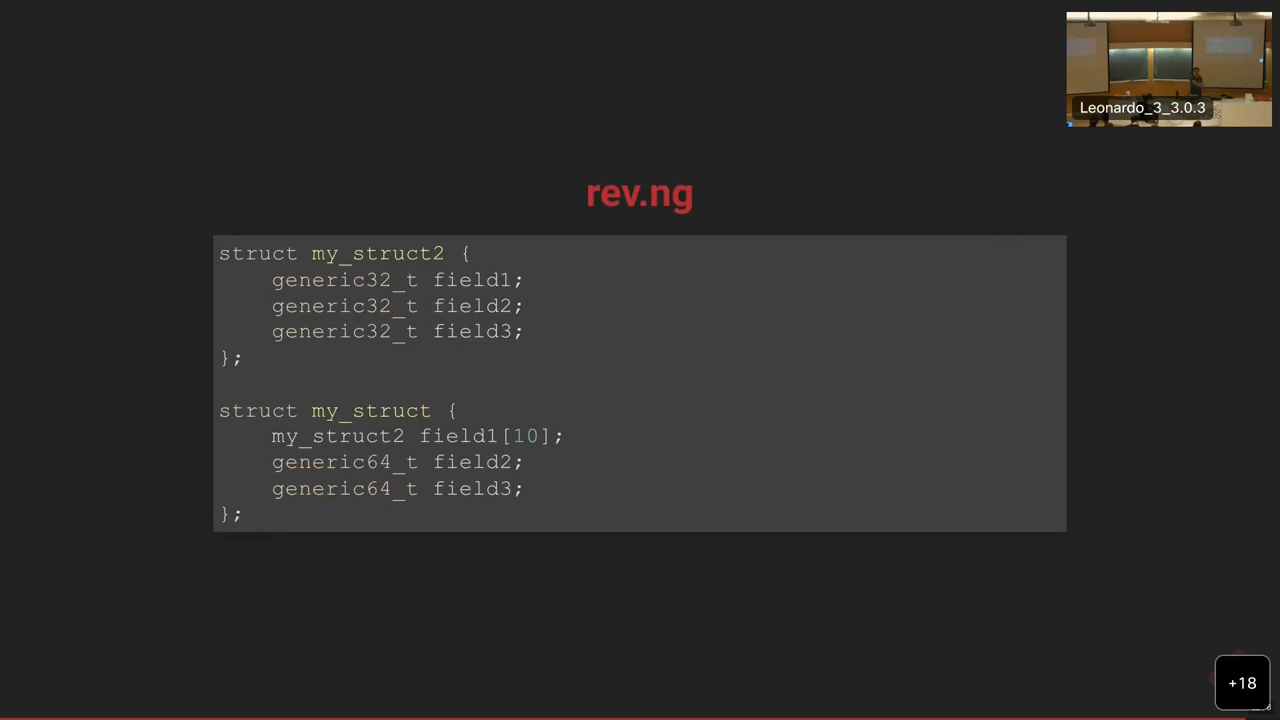 Leonardo_3_3.0.3
rev.ng
struct my_struct2 {
    generic32_t field1;
    generic32_t field2;
    generic32_t field3;
};
struct my_struct {
    my_struct2 field1[10];
    generic64_t field2;
    generic64_t field3;
};
+18